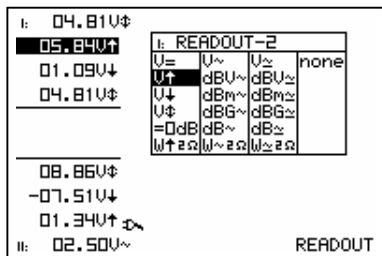 I: 04.81V⇕
05.84V↑
01.09V↓
04.81V⇕
08.86V⇕
-07.51V↓
01.34V↑
II: 02.50V~
I: READOUT-2
V= V~ V≃ none
V↑ dBV~ dBV≃
V↓ dBm~ dBm≃
V⇕ dBG~ dBG≃
=0dB dB~ dB≃
W↑2Ω W~2Ω W≃2Ω
READOUT